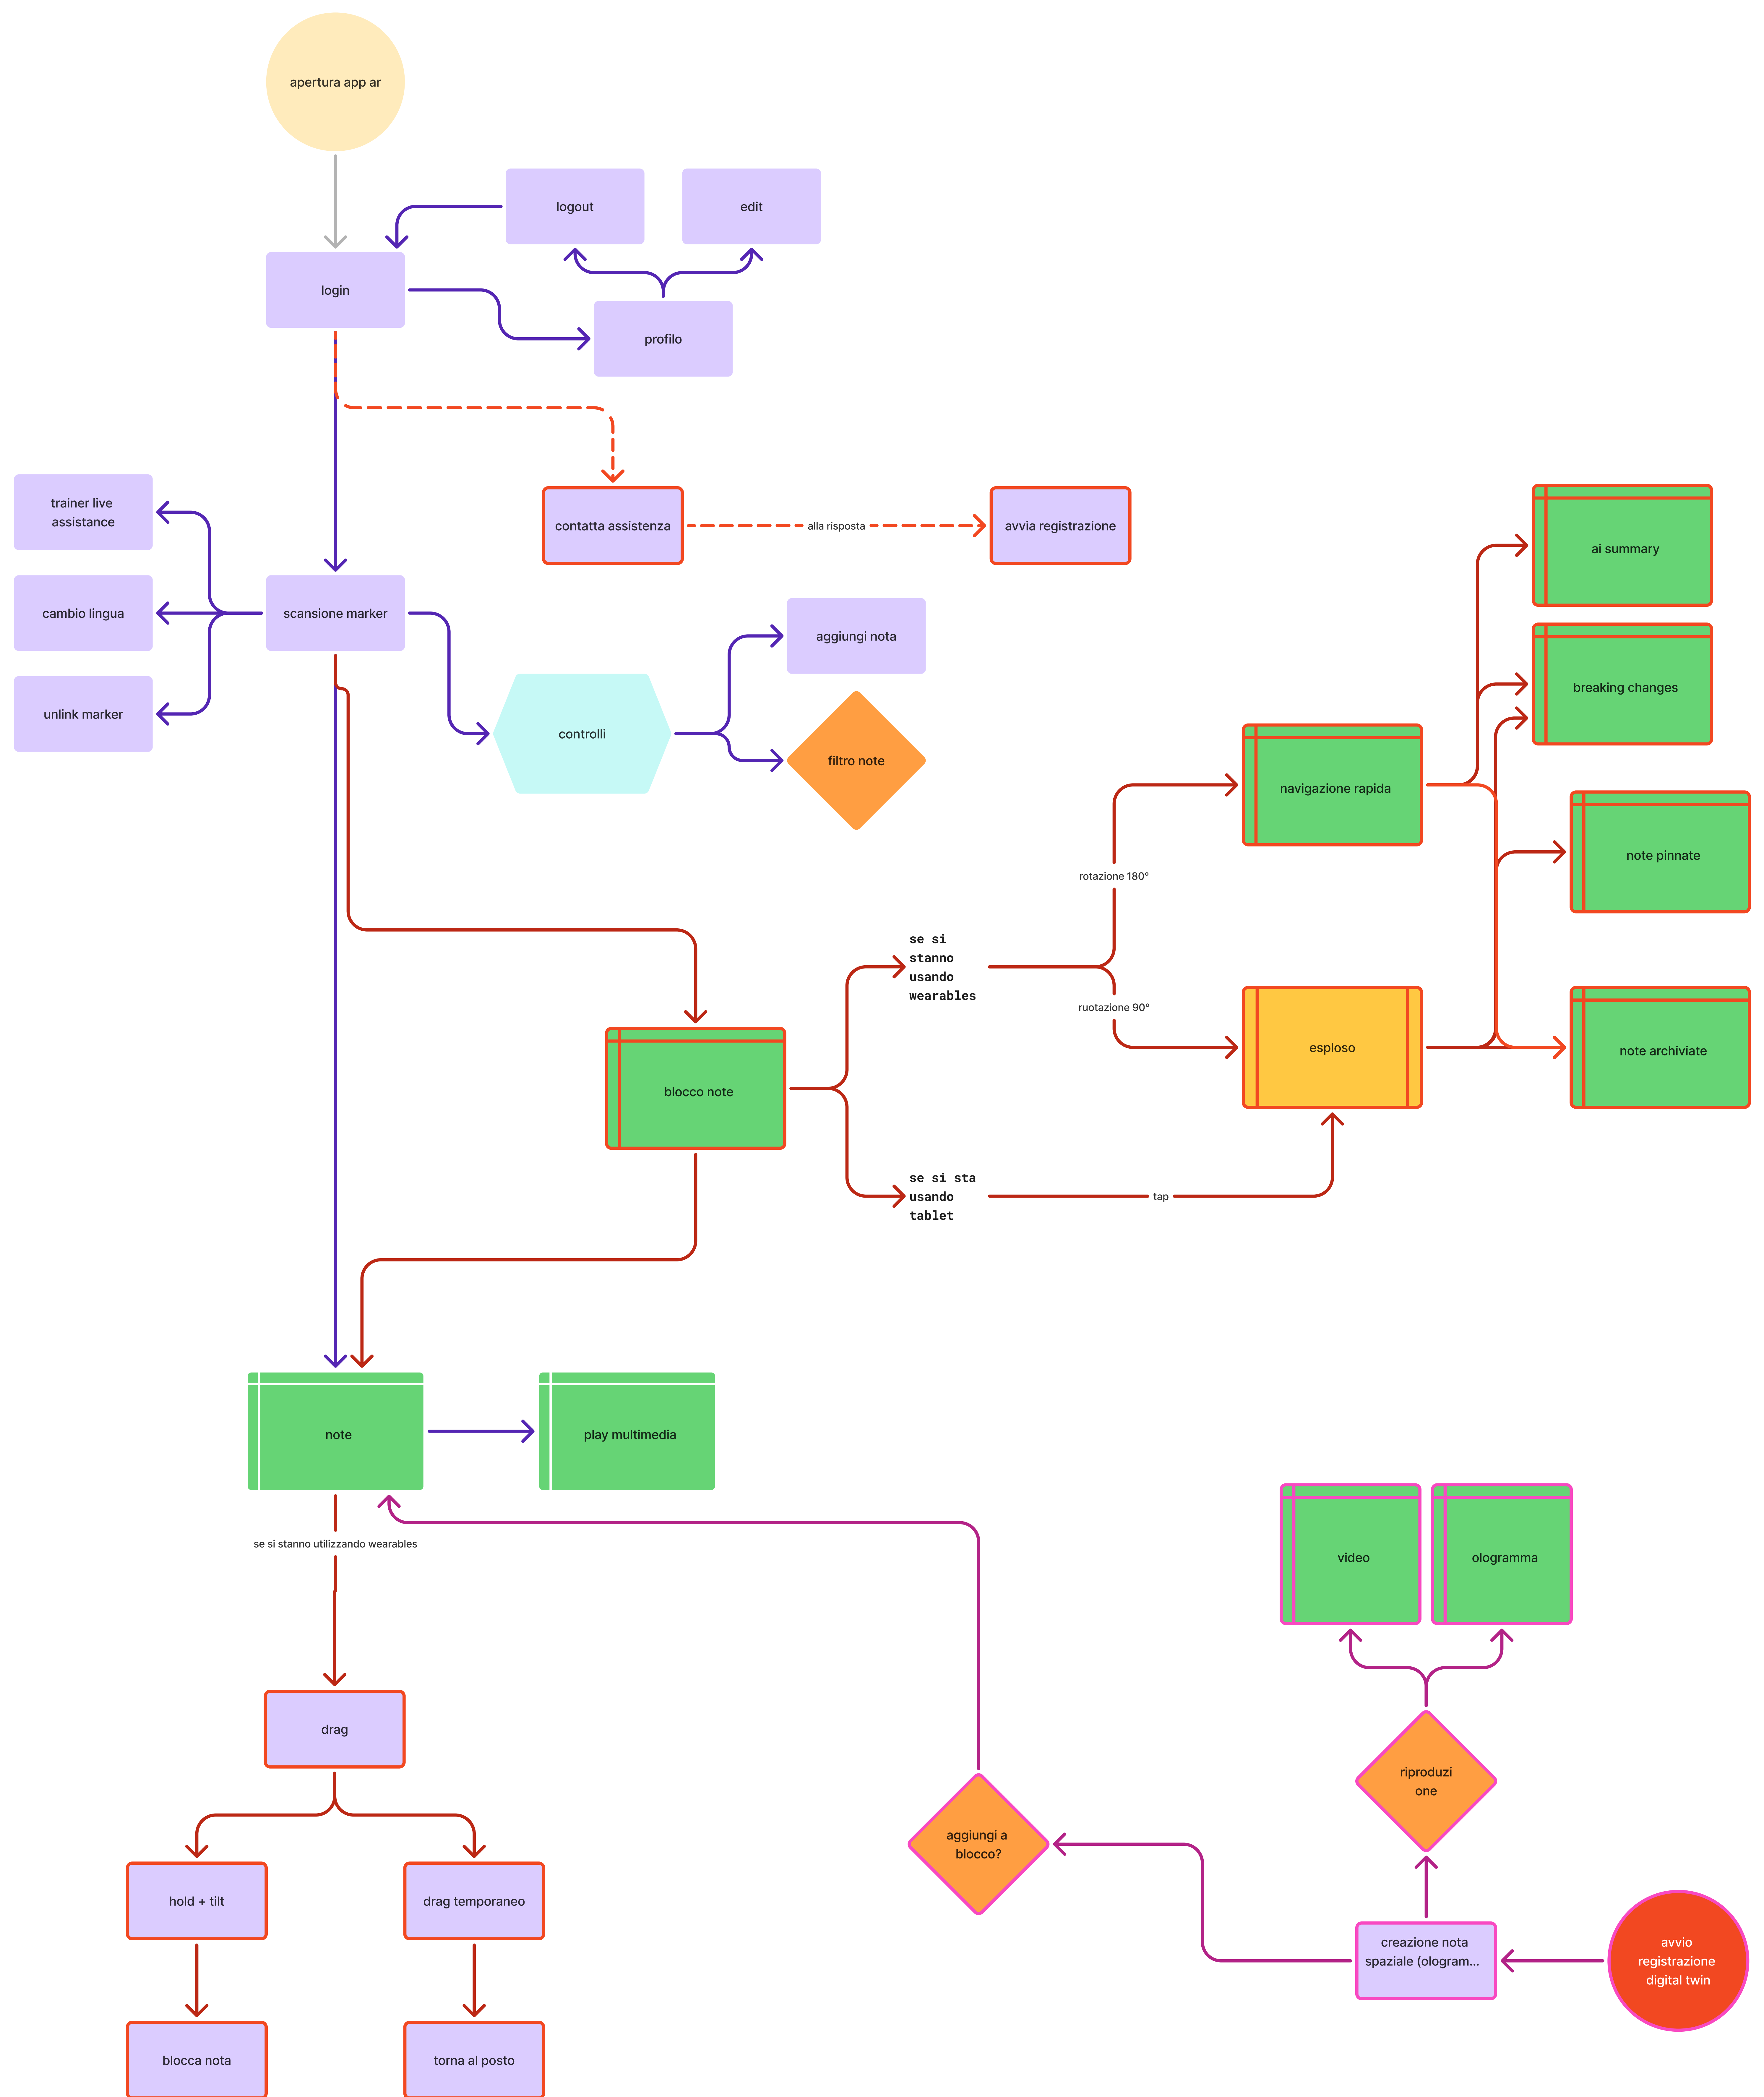 apertura app ar
logout
edit
login
profilo
trainer live
assistance
contatta assistenza
alla risposta
avvia registrazione
ai summary
cambio lingua
scansione marker
aggiungi nota
breaking changes
unlink marker
controlli
filtro note
navigazione rapida
note pinnate
rotazione 180°
se si
stanno
usando
wearables
ruotazione 90°
esploso
note archiviate
blocco note
se si sta
usando
tablet
tap
note
play multimedia
se si stanno utilizzando wearables
video
ologramma
drag
riproduzi
one
aggiungi a
blocco?
hold + tilt
drag temporaneo
creazione nota
spaziale (ologram...
avvio
registrazione
digital twin
blocca nota
torna al posto